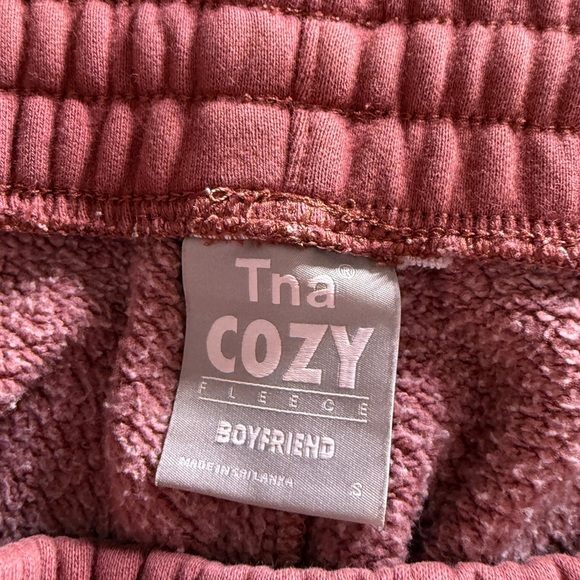 Tna®
COZY
FLEECE
BOYFRIEND
MADE IN SRI LANKA
S